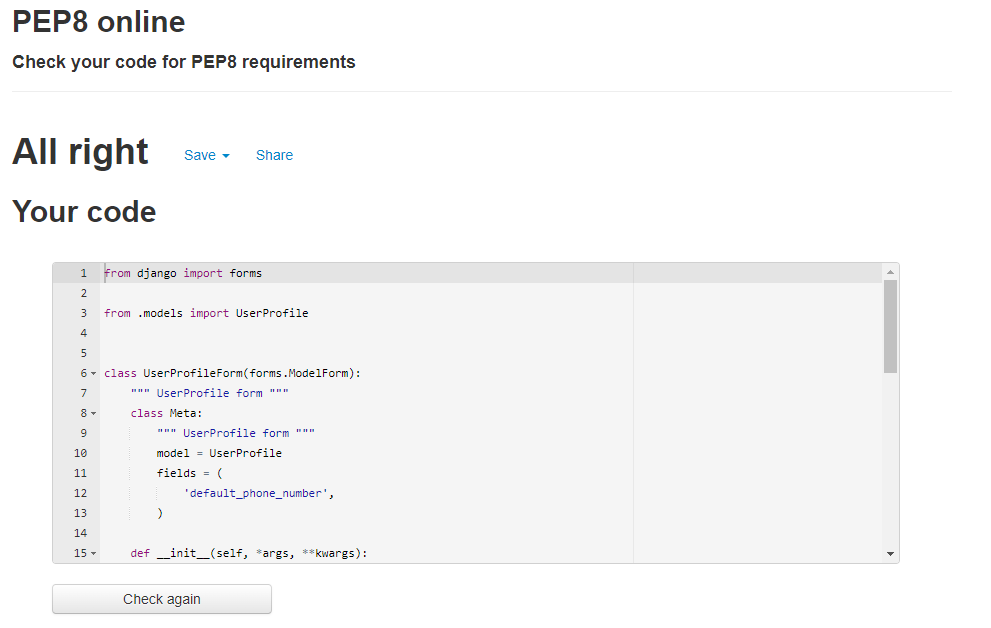 PEP8 online
Check your code for PEP8 requirements
All right Save Share
Your code
1 from django import forms
2
3 from .models import UserProfile
4
5
6 class UserProfileForm(forms.ModelForm):
7     """ UserProfile form """
8     class Meta:
9         """ UserProfile form """
10         model = UserProfile
11         fields = (
12             'default_phone_number',
13         )
14
15     def __init__(self, *args, **kwargs):
Check again